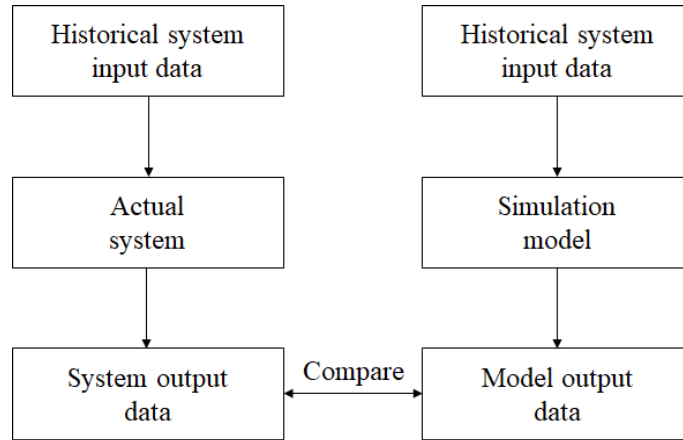 Historical system
input data
Historical system
input data
Actual
system
Simulation
model
System output
data
Compare
Model output
data